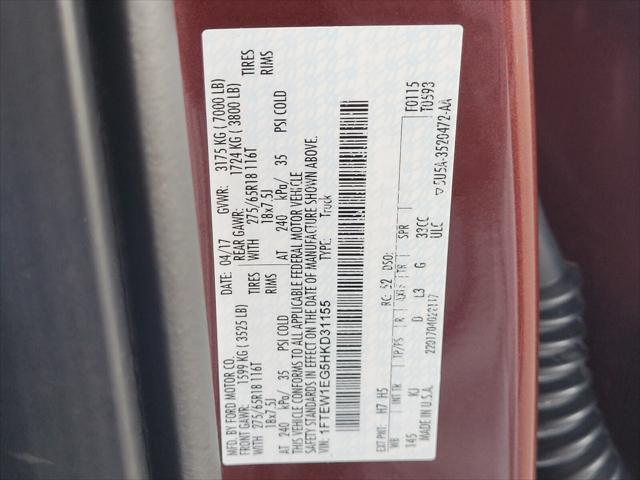 MFD. BY FORD MOTOR CO.
DATE: 04/17 GVWR: 3175 KG ( 7000 LB)
FRONT GAWR: REAR GAWR:
1599 KG ( 3525 LB) 1724 KG ( 3800 LB)
WITH TIRES WITH TIRES
275/65R18 116T 275/65R18 116T
18x7.5J RIMS 18x7.5J RIMS
AT 240 kPa/ 35 PSI COLD AT 240 kPa/ 35 PSI COLD
THIS VEHICLE CONFORMS TO ALL APPLICABLE FEDERAL MOTOR VEHICLE
SAFETY STANDARDS IN EFFECT ON THE DATE OF MANUFACTURE SHOWN ABOVE.
VIN: 1FTEW1EG5HKD31155 TYPE: Truck
EXT PNT: H7 H5 RC: 52 DSO: F0115
WB INT TR TP/PS R AXLE TR SPR T0593
145 KJ D L3 G 33CC
MADE IN U.S.A. ULC
5U5A-3520472-AA